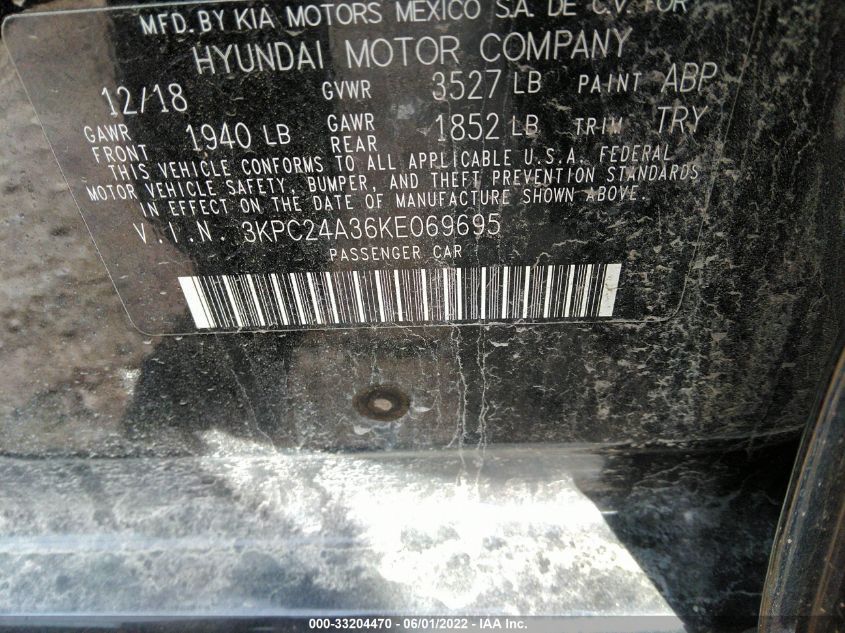 MFD. BY KIA MOTORS MEXICO S.A. DE C.V. FOR
HYUNDAI MOTOR COMPANY
12/18 GVWR 3527 LB PAINT ABP
GAWR FRONT 1940 LB GAWR REAR 1852 LB TRIM TRY
THIS VEHICLE CONFORMS TO ALL APPLICABLE U.S.A. FEDERAL
MOTOR VEHICLE SAFETY, BUMPER, AND THEFT PREVENTION STANDARDS
IN EFFECT ON THE DATE OF MANUFACTURE SHOWN ABOVE.
V.I.N. 3KPC24A36KE069695
PASSENGER CAR
000-33204470 - 06/01/2022 - IAA Inc.